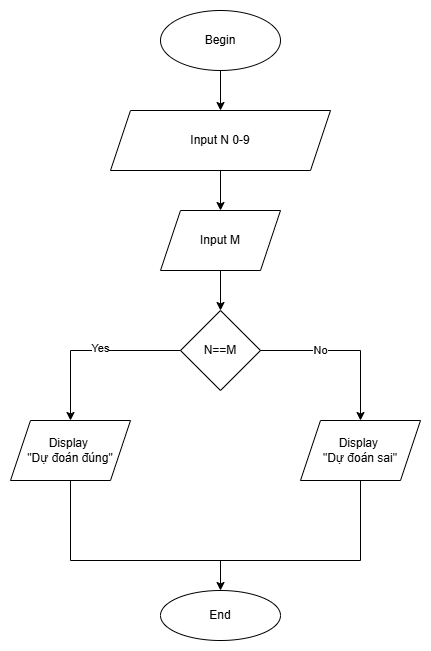 Begin
Input N 0-9
Input M
N==M
Yes
No
Display
"Dự đoán đúng"
Display
"Dự đoán sai"
End